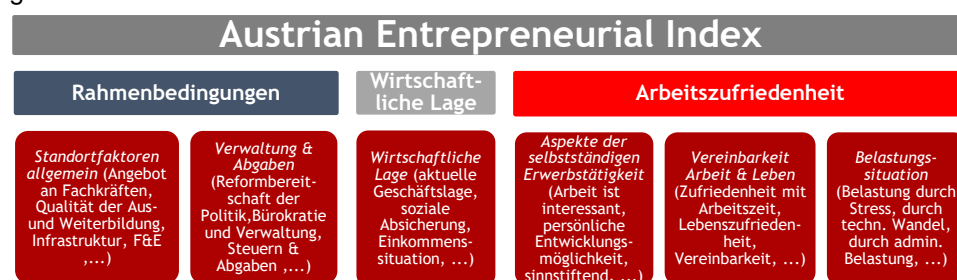 Austrian Entrepreneurial Index
Rahmenbedingungen
Wirtschaft-
liche Lage
Arbeitszufriedenheit
Standortfaktoren
allgemein (Angebot
an Fachkräften,
Qualität der Aus-
und Weiterbildung,
Infrastruktur, F&E
,...)
Verwaltung &
Abgaben
(Reformbereit-
schaft der
Politik,Bürokratie
und Verwaltung,
Steuern &
Abgaben ,...)
Wirtschaftliche
Lage (aktuelle
Geschäftslage,
soziale
Absicherung,
Einkommens-
situation, ...)
Aspekte der
selbstständigen
Erwerbstätigkeit
(Arbeit ist
interessant,
persönliche
Entwicklungs-
möglichkeit,
sinnstiftend, ...)
Vereinbarkeit
Arbeit & Leben
(Zufriedenheit mit
Arbeitszeit,
Lebenszufrieden-
heit,
Vereinbarkeit, ...)
Belastungs-
situation
(Belastung durch
Stress, durch
techn. Wandel,
durch admin.
Belastung, ...)